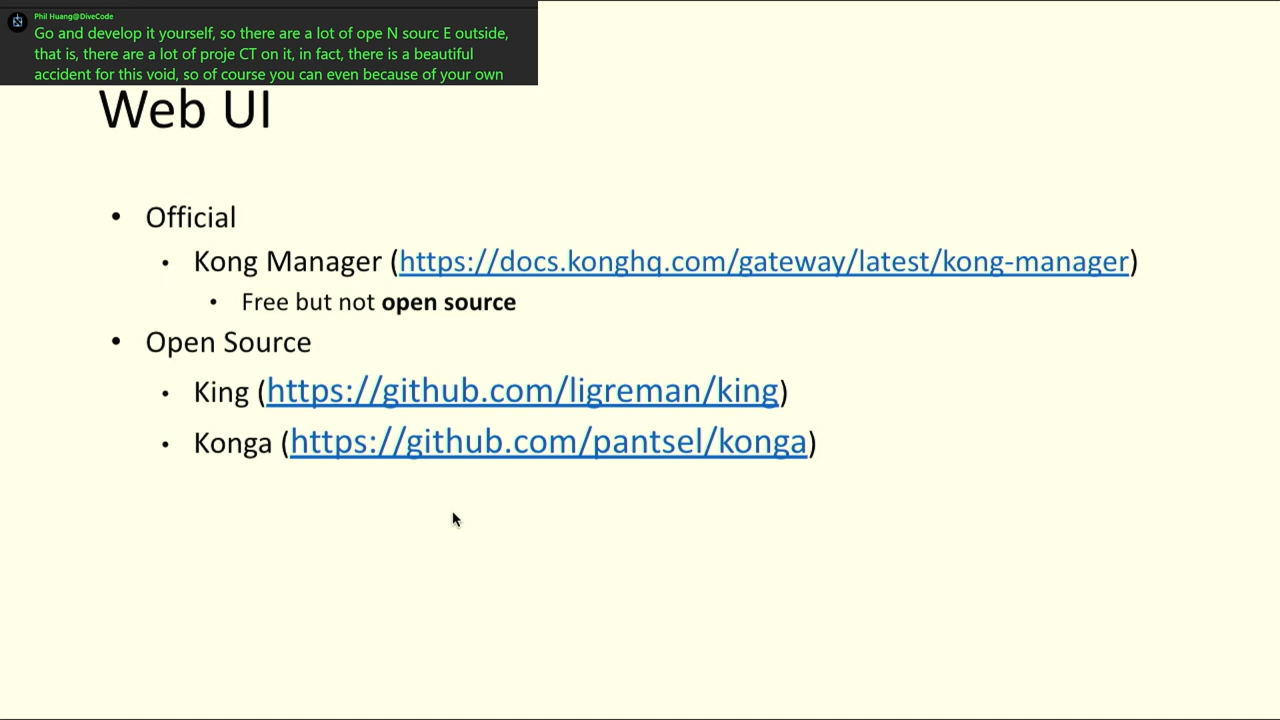 Phil Huang@DiveCode
Go and develop it yourself, so there are a lot of ope N sourc E outside,
that is, there are a lot of proje CT on it, in fact, there is a beautiful
accident for this void, so of course you can even because of your own
Web UI
• Official
• Kong Manager (https://docs.konghq.com/gateway/latest/kong-manager)
• Free but not open source
• Open Source
• King (https://github.com/ligreman/king)
• Konga (https://github.com/pantsel/konga)